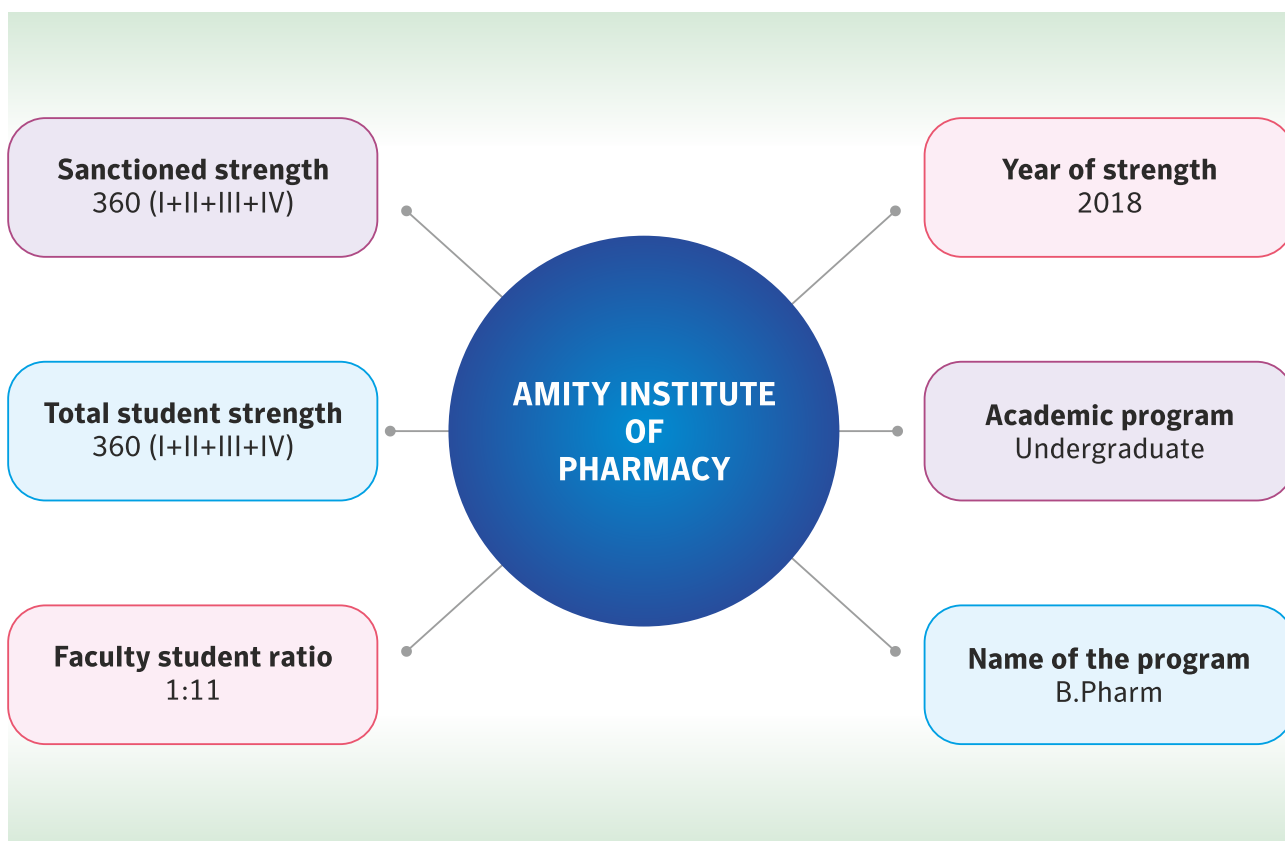 Sanctioned strength
360 (I+II+III+IV)
Year of strength
2018
Total student strength
360 (I+II+III+IV)
AMITY INSTITUTE
OF
PHARMACY
Academic program
Undergraduate
Faculty student ratio
1:11
Name of the program
B.Pharm